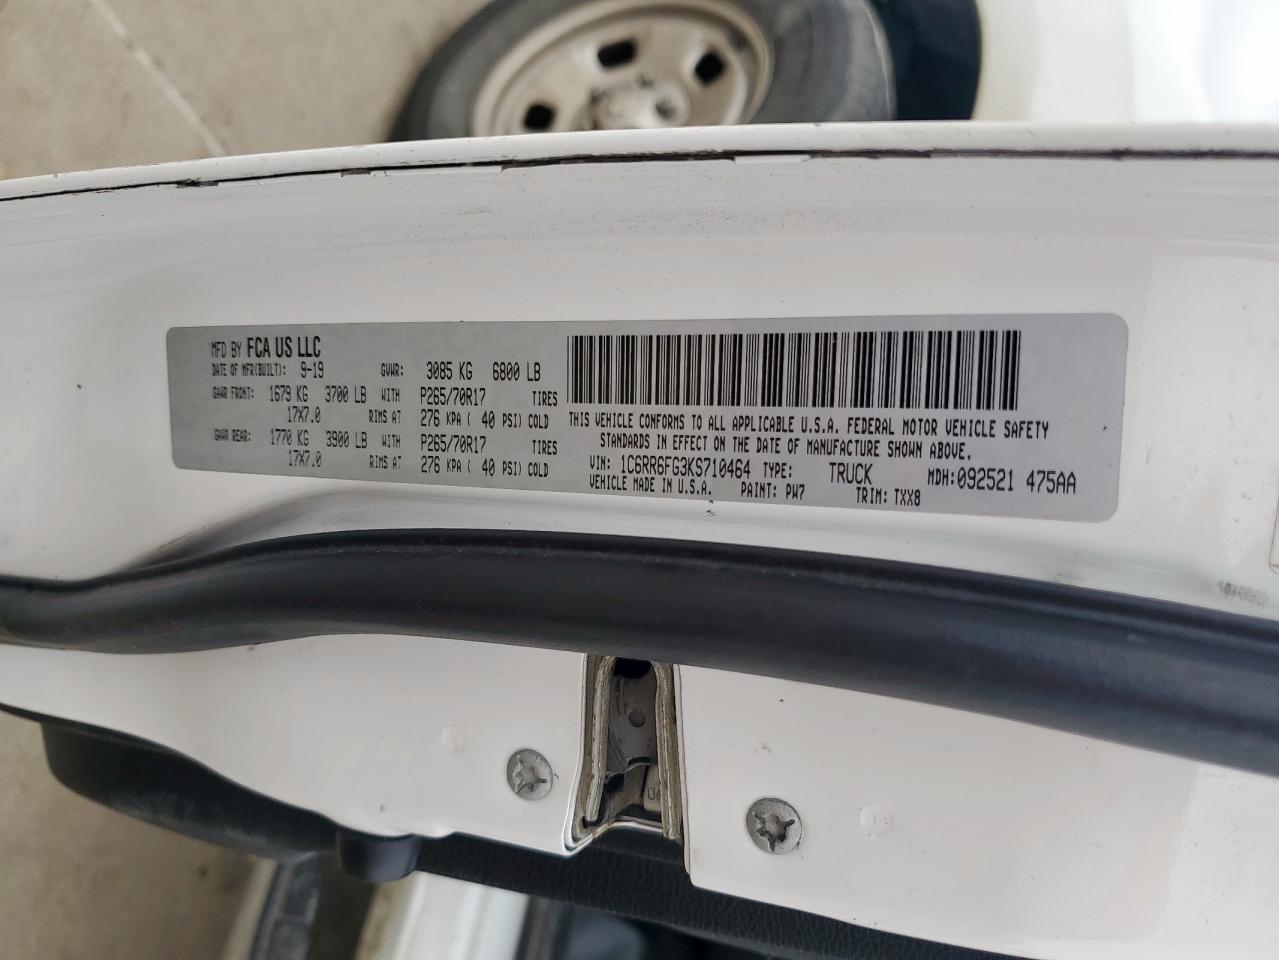 MFD BY FCA US LLC
DATE OF MFR(BUILT): 9-19 GVWR: 3085 KG 6800 LB
GAWR FRONT: 1679 KG 3700 LB WITH P265/70R17 TIRES
17X7.0 RIMS AT 276 KPA ( 40 PSI) COLD
GAWR REAR: 1770 KG 3900 LB WITH P265/70R17 TIRES
17X7.0 RIMS AT 276 KPA ( 40 PSI) COLD
THIS VEHICLE CONFORMS TO ALL APPLICABLE U.S.A. FEDERAL MOTOR VEHICLE SAFETY
STANDARDS IN EFFECT ON THE DATE OF MANUFACTURE SHOWN ABOVE.
VIN: 1C6RR6FG3KS710464 TYPE: TRUCK MDH:092521 475AA
VEHICLE MADE IN U.S.A. PAINT: PW7 TRIM: TXX8